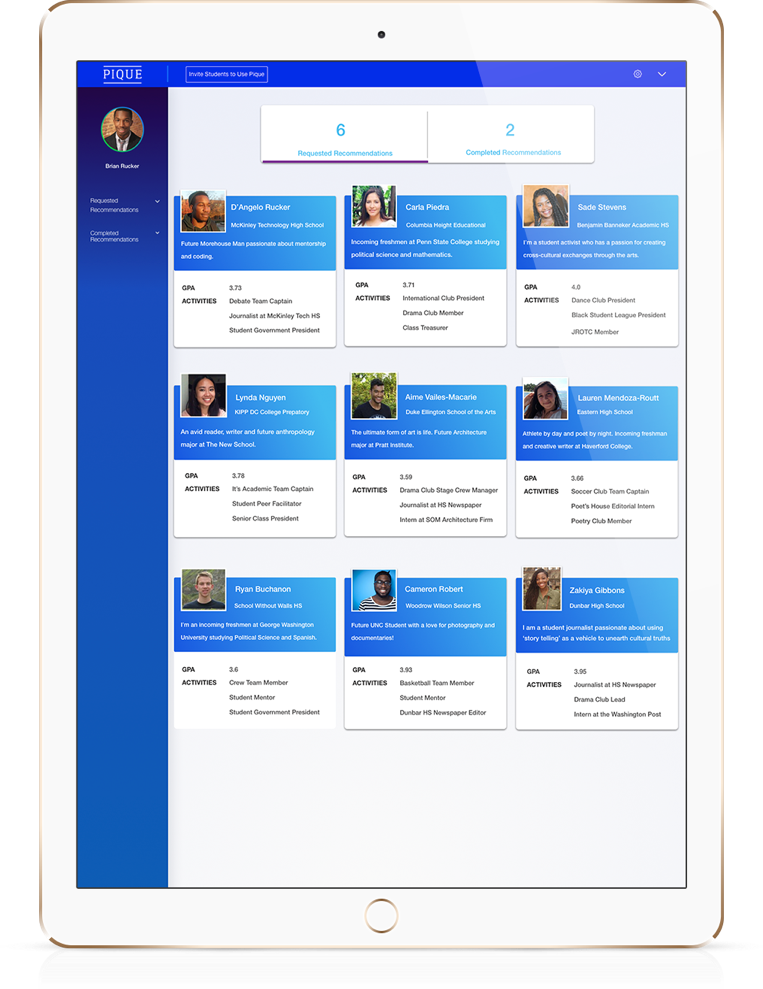 PIQUE
Invite Students to Use Pique
Brian Rucker
Requested
Recommendations
Completed
Recommendations
6
Requested Recommendations
2
Completed Recommendations
D'Angelo Rucker
McKinley Technology High School
Future Morehouse Man passionate about mentorship
and coding.
GPA 3.73
ACTIVITIES Debate Team Captain
Journalist at McKinley Tech HS
Student Government President
Carla Piedra
Columbia Height Educational
Incoming freshmen at Penn State College studying
political science and mathematics.
GPA 3.71
ACTIVITIES International Club President
Drama Club Member
Class Treasurer
Sade Stevens
Benjamin Banneker Academic HS
I'm a student activist who has a passion for creating
cross-cultural exchanges through the arts.
GPA 4.0
ACTIVITIES Dance Club President
Black Student League President
JROTC Member
Lynda Nguyen
KIPP DC College Prepatory
An avid reader, writer and future anthropology
major at The New School.
GPA 3.78
ACTIVITIES It's Academic Team Captain
Student Peer Facilitator
Senior Class President
Aime Vailes-Macarie
Duke Ellington School of the Arts
The ultimate form of art is life. Future Architecture
major at Pratt Institute.
GPA 3.59
ACTIVITIES Drama Club Stage Crew Manager
Journalist at HS Newspaper
Intern at SOM Architecture Firm
Lauren Mendoza-Routt
Eastern High School
Athlete by day and poet by night. Incoming freshman
and creative writer at Haverford College.
GPA 3.66
ACTIVITIES Soccer Club Team Captain
Poet's House Editorial Intern
Poetry Club Member
Ryan Buchanon
School Without Walls HS
I'm an incoming freshmen at George Washington
University studying Political Science and Spanish.
GPA 3.6
ACTIVITIES Crew Team Member
Student Mentor
Student Government President
Cameron Robert
Woodrow Wilson Senior HS
Future UNC Student with a love for photography and
documentaries!
GPA 3.93
ACTIVITIES Basketball Team Member
Student Mentor
Dunbar HS Newspaper Editor
Zakiya Gibbons
Dunbar High School
I am a student journalist passionate about using
'story telling' as a vehicle to unearth cultural truths
GPA 3.95
ACTIVITIES Journalist at HS Newspaper
Drama Club Lead
Intern at the Washington Post